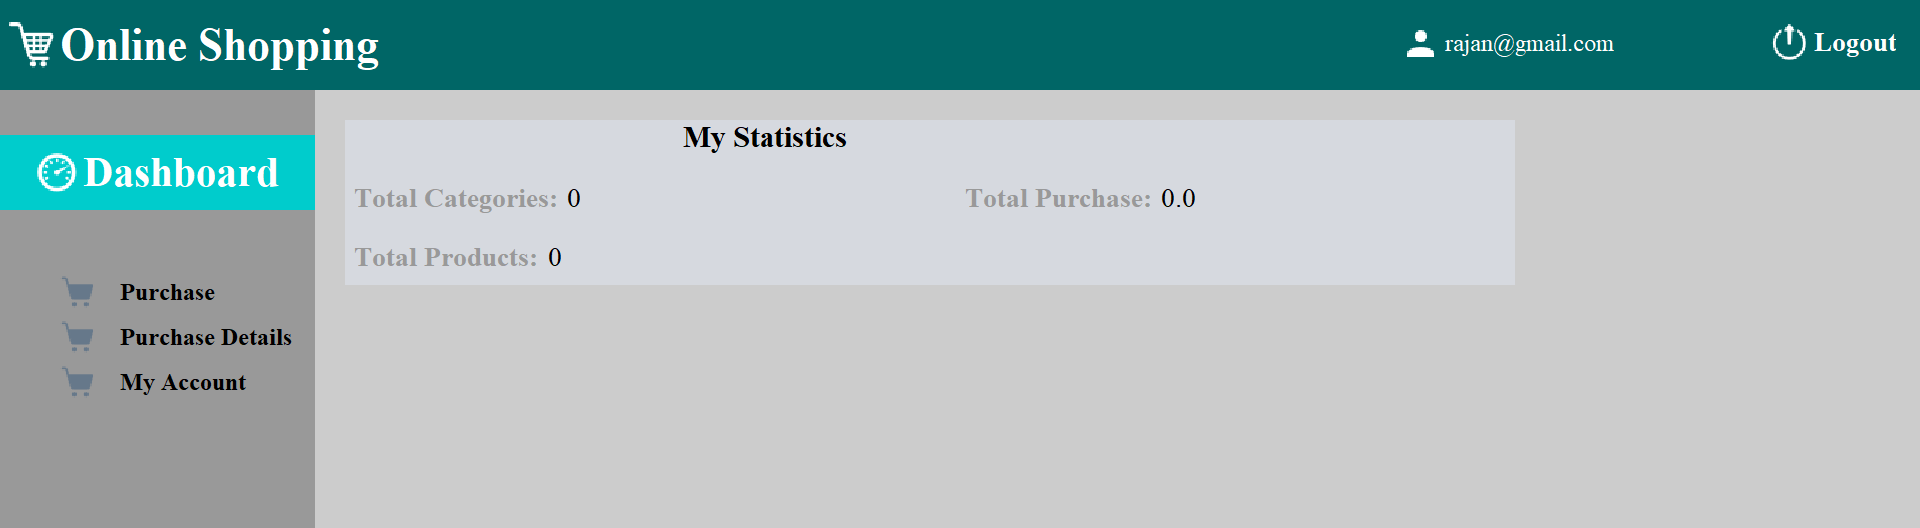 Online Shopping
rajan@gmail.com
Logout
Dashboard
Purchase
Purchase Details
My Account
My Statistics
Total Categories: 0
Total Purchase: 0.0
Total Products: 0